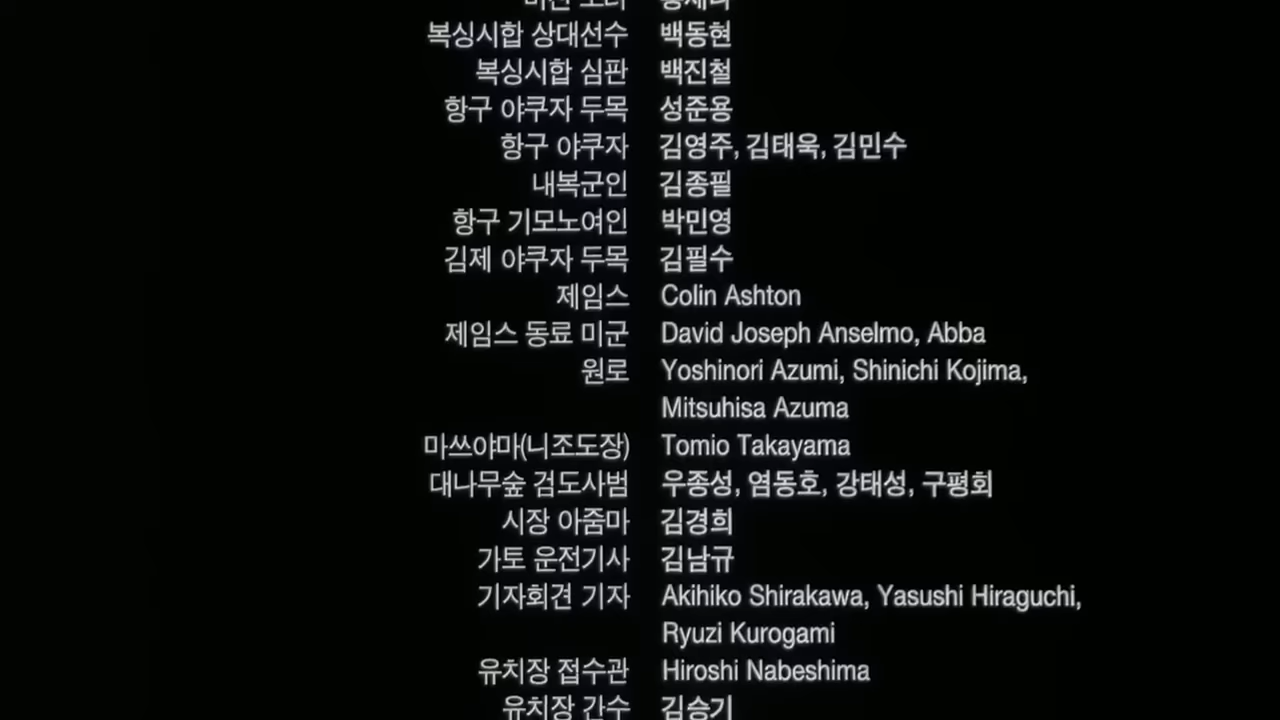 복싱시합 상대선수 백동현
복싱시합 심판 백진철
항구 야쿠자 두목 성준용
항구 야쿠자 김영주, 김태욱, 김민수
내복군인 김종필
항구 기모노여인 박민영
김제 야쿠자 두목 김필수
제임스 Colin Ashton
제임스 동료 미군 David Joseph Anselmo, Abba
원로 Yoshinori Azumi, Shinichi Kojima,
Mitsuhisa Azuma
마쓰야마(니조도장) Tomio Takayama
대나무숲 검도사범 우종성, 염동호, 강태성, 구평회
시장 아줌마 김경희
가토 운전기사 김남규
기자회견 기자 Akihiko Shirakawa, Yasushi Hiraguchi,
Ryuzi Kurogami
유치장 접수관 Hiroshi Nabeshima
유치장 간수 김승기